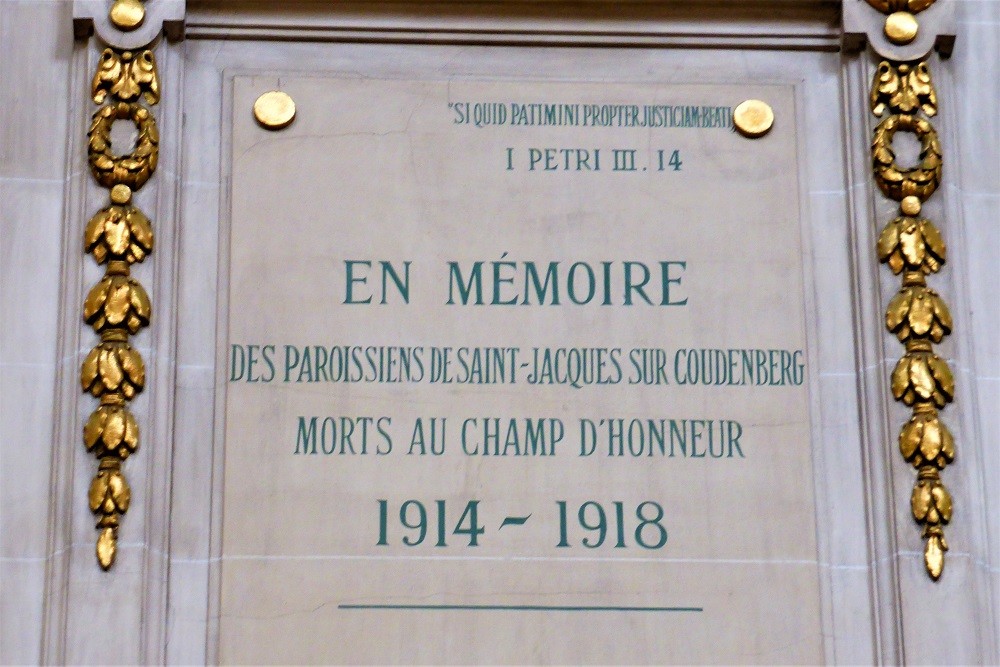 "SI QUID PATIMINI PROPTER JUSTICIAM-BEATI
I PETRI III. 14
EN MÉMOIRE
DES PAROISSIENS DE SAINT-JACQUES SUR COUDENBERG
MORTS AU CHAMP D'HONNEUR
1914 - 1918